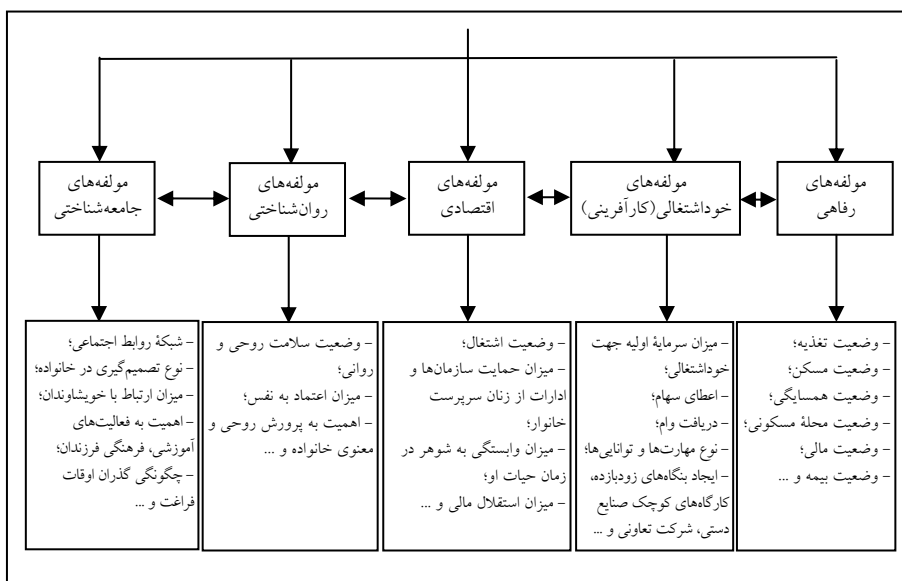 مولفه‌های
رفاهی
مولفه‌های
خوداشتغالی(کارآفرینی)
مولفه‌های
اقتصادی
مولفه‌های
روان‌شناختی
مولفه‌های
جامعه‌شناختی
– وضعیت تغذیه؛
– وضعیت مسکن؛
– وضعیت همسایگی؛
– وضعیت محلهٔ مسکونی؛
– وضعیت مالی؛
– وضعیت بیمه و ...
– میزان سرمایهٔ اولیه جهت
خوداشتغالی؛
– اعطای سهام؛
– دریافت وام؛
– نوع مهارت‌ها و توانایی‌ها؛
– ایجاد بنگاه‌های زودبازده،
کارگاه‌های کوچک صنایع
دستی، شرکت تعاونی و ...
– وضعیت اشتغال؛
– میزان حمایت سازمان‌ها و
ادارات از زنان سرپرست
خانوار؛
– میزان وابستگی به شوهر در
زمان حیات او؛
– میزان استقلال مالی و ...
– وضعیت سلامت روحی و
روانی؛
– میزان اعتماد به نفس؛
– اهمیت به پرورش روحی و
معنوی خانواده و ...
– شبکهٔ روابط اجتماعی؛
– نوع تصمیم‌گیری در خانواده؛
– میزان ارتباط با خویشاوندان؛
– اهمیت به فعالیت‌های
آموزشی، فرهنگی فرزندان؛
– چگونگی گذران اوقات
فراغت و ...